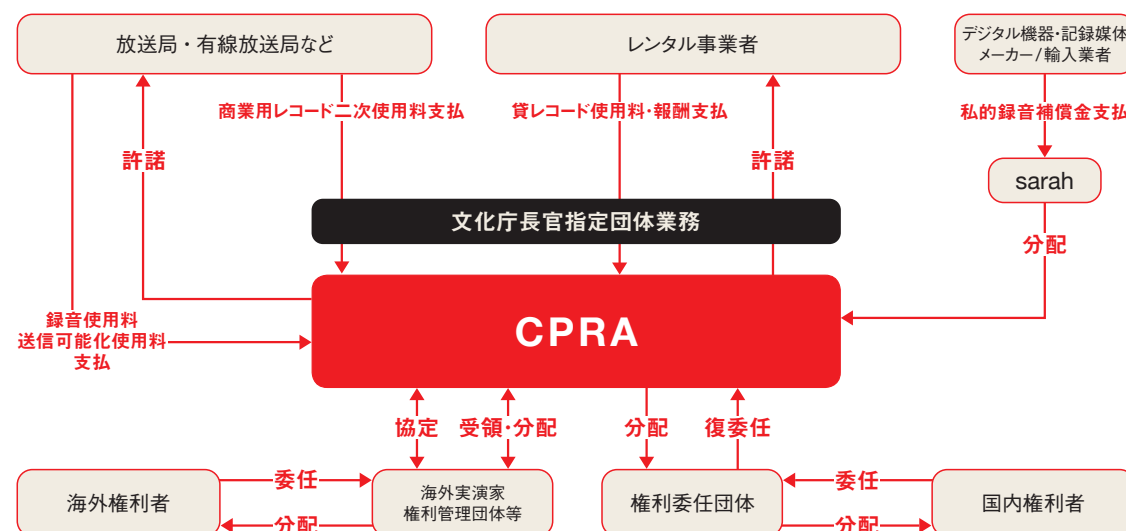 放送局・有線放送局など
レンタル事業者
デジタル機器・記録媒体
メーカー/輸入業者
商業用レコード二次使用料支払
貸レコード使用料・報酬支払
私的録音補償金支払
許諾
許諾
sarah
文化庁長官指定団体業務
分配
CPRA
録音使用料
送信可能化使用料
支払
協定
受領・分配
分配
復委任
海外権利者
委任
分配
海外実演家
権利管理団体等
権利委任団体
委任
分配
国内権利者